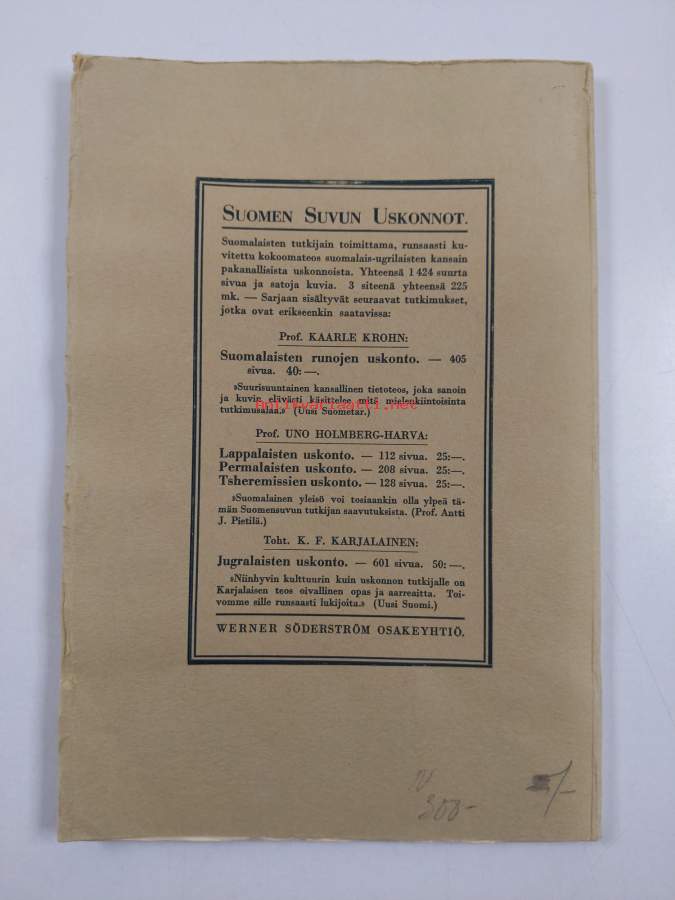 SUOMEN SUVUN USKONNOT.
Suomalaisten tutkijain toimittama, runsaasti ku-
vitettu kokoomateos suomalais-ugrilaisten kansain
pakanallisista uskonnoista. Yhteensä 1 424 suurta
sivua ja satoja kuvia. 3 siteenä yhteensä 225
mk. — Sarjaan sisältyvät seuraavat tutkimukset,
jotka ovat erikseenkin saatavissa:
Prof. KAARLE KROHN:
Suomalaisten runojen uskonto. — 405
sivua. 40:—.
»Suurisuuntainen kansallinen tietoteos, joka sanoin
ja kuvin elävästi käsittelee mitä mielenkiintoisinta
antikvariaatti.net
tutkimusalaa.» (Uusi Suometar.)
Prof. UNO HOLMBERG-HARVA:
Lappalaisten uskonto. — 112 sivua. 25:—.
Permalaisten uskonto. — 208 sivua. 25:—.
Tsheremissien uskonto. — 128 sivua. 25:—.
»Suomalainen yleisö voi tosiaankin olla ylpeä tä-
män Suomensuvun tutkijan saavutuksista. (Prof. Antti
J. Pietilä.)
Toht. K. F. KARJALAINEN:
Jugralaisten uskonto. — 601 sivua. 50:—.
»Niinhyvin kulttuurin kuin uskonnon tutkijalle on
Karjalaisen teos oivallinen opas ja aarreaitta. Toi-
vomme sille runsaasti lukijoita.» (Uusi Suomi.)
WERNER SÖDERSTRÖM OSAKEYHTIÖ.
300-